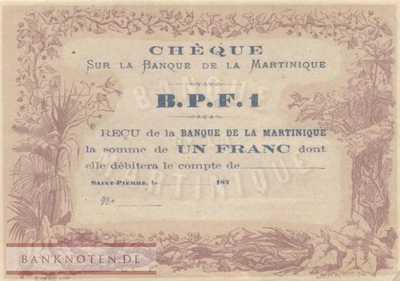 CHÈQUE
SUR LA BANQUE DE LA MARTINIQUE
B.P.F.1
REÇU de la BANQUE DE LA MARTINIQUE
la somme de UN FRANC dont
elle débitera le compte de
SAINT-PIERRE, le 187
BANKNOTEN.DE